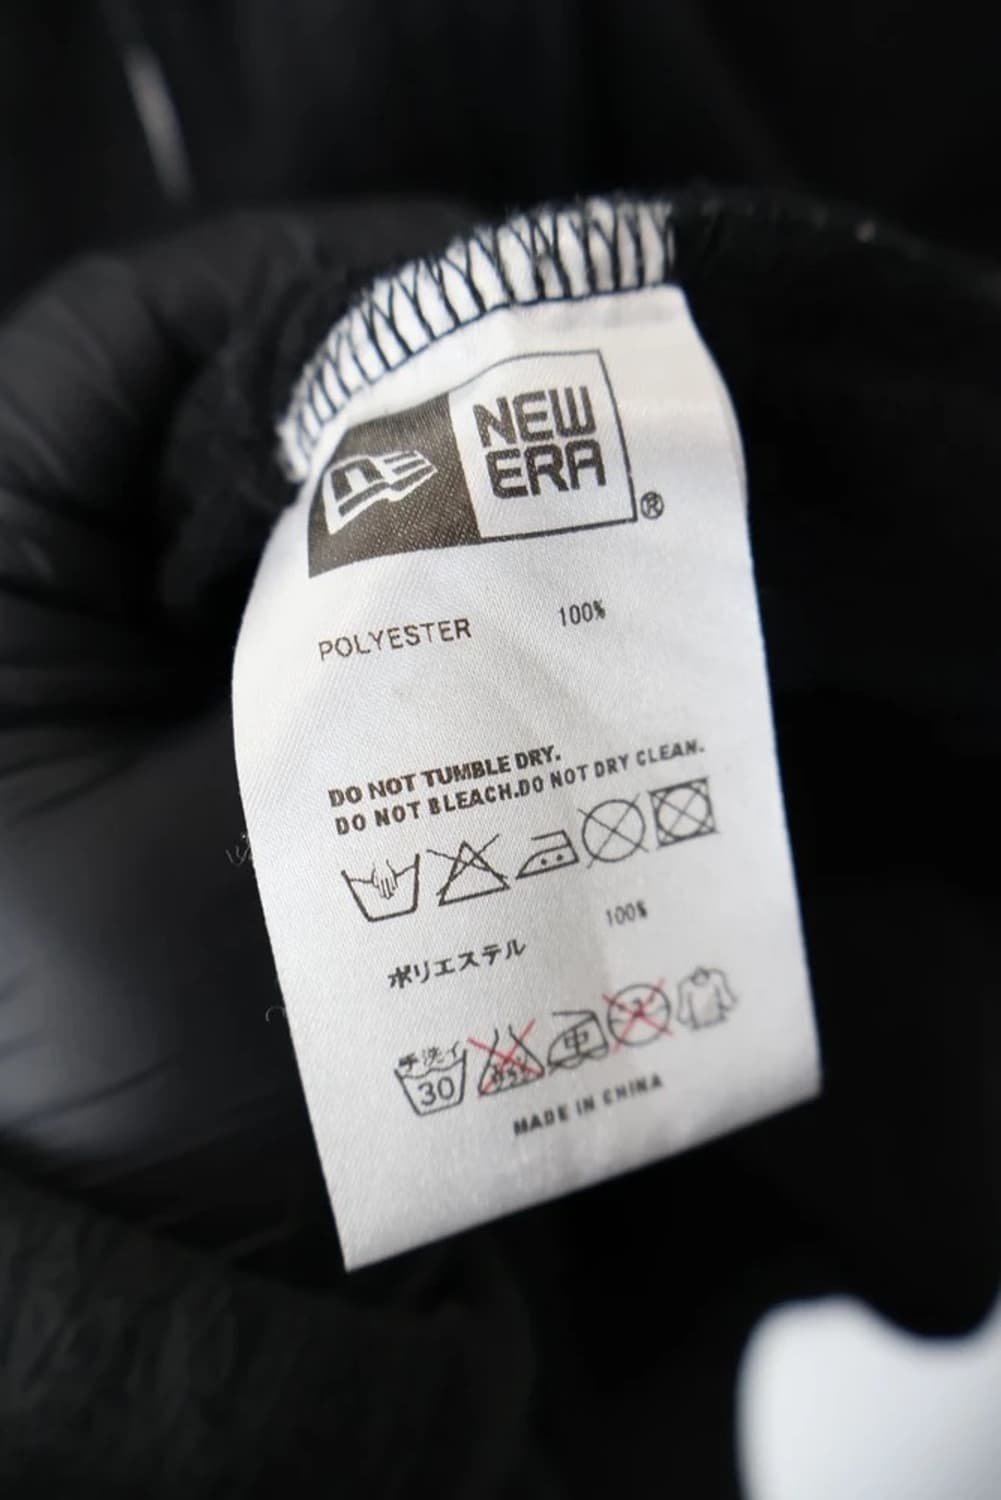 NEW
ERA
®
POLYESTER 100%
DO NOT TUMBLE DRY.
DO NOT BLEACH.DO NOT DRY CLEAN.
100%
ポリエステル
手洗イ
30
中
MADE IN CHINA